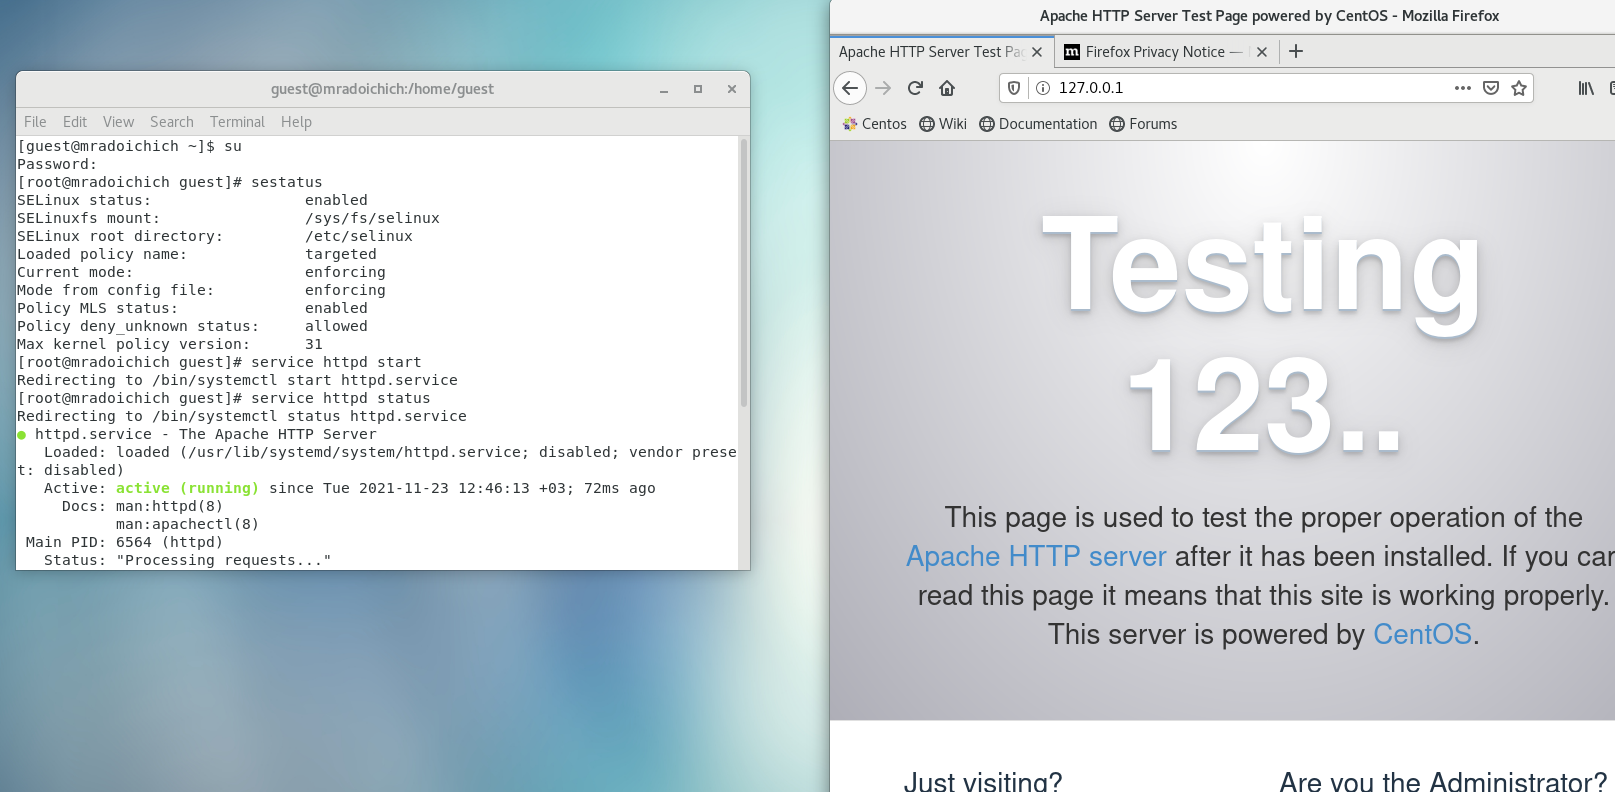 guest@mradoichich:/home/guest
File Edit View Search Terminal Help
[guest@mradoichich ~]$ su
Password:
[root@mradoichich guest]# sestatus
SELinux status:                 enabled
SELinuxfs mount:                /sys/fs/selinux
SELinux root directory:         /etc/selinux
Loaded policy name:             targeted
Current mode:                   enforcing
Mode from config file:          enforcing
Policy MLS status:              enabled
Policy deny_unknown status:     allowed
Max kernel policy version:      31
[root@mradoichich guest]# service httpd start
Redirecting to /bin/systemctl start httpd.service
[root@mradoichich guest]# service httpd status
Redirecting to /bin/systemctl status httpd.service
● httpd.service - The Apache HTTP Server
   Loaded: loaded (/usr/lib/systemd/system/httpd.service; disabled; vendor prese
t: disabled)
   Active: active (running) since Tue 2021-11-23 12:46:13 +03; 72ms ago
     Docs: man:httpd(8)
           man:apachectl(8)
 Main PID: 6564 (httpd)
   Status: "Processing requests..."
Apache HTTP Server Test Page powered by CentOS - Mozilla Firefox
Apache HTTP Server Test Pa
m Firefox Privacy Notice —
127.0.0.1
Centos Wiki Documentation Forums
Testing
123..
This page is used to test the proper operation of the
Apache HTTP server after it has been installed. If you can
read this page it means that this site is working properly.
This server is powered by CentOS.
Just visiting? Are you the Administrator?